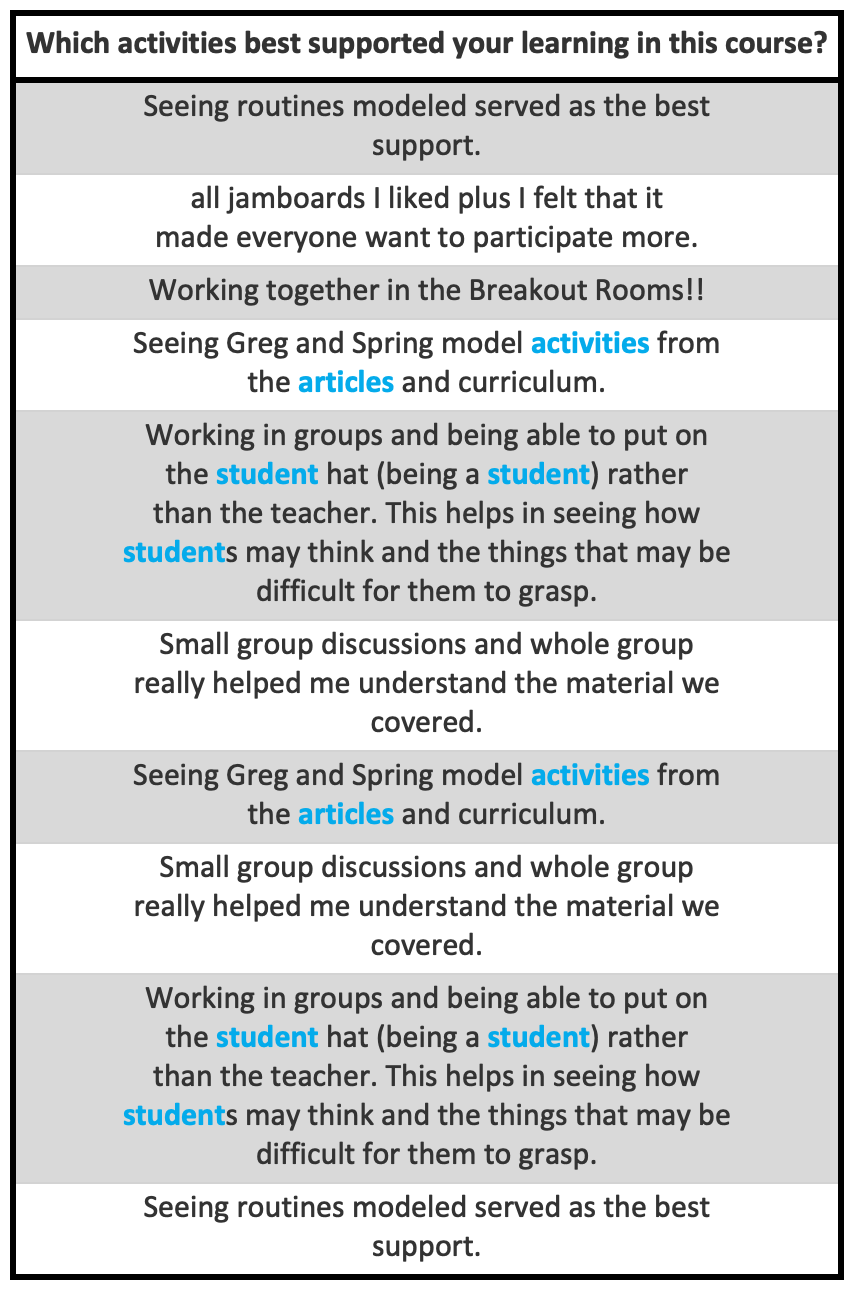 Which activities best supported your learning in this course?
Seeing routines modeled served as the best
support.
all jamboards I liked plus I felt that it
made everyone want to participate more.
Working together in the Breakout Rooms!!
Seeing Greg and Spring model activities from
the articles and curriculum.
Working in groups and being able to put on
the student hat (being a student) rather
than the teacher. This helps in seeing how
students may think and the things that may be
difficult for them to grasp.
Small group discussions and whole group
really helped me understand the material we
covered.
Seeing Greg and Spring model activities from
the articles and curriculum.
Small group discussions and whole group
really helped me understand the material we
covered.
Working in groups and being able to put on
the student hat (being a student) rather
than the teacher. This helps in seeing how
students may think and the things that may be
difficult for them to grasp.
Seeing routines modeled served as the best
support.